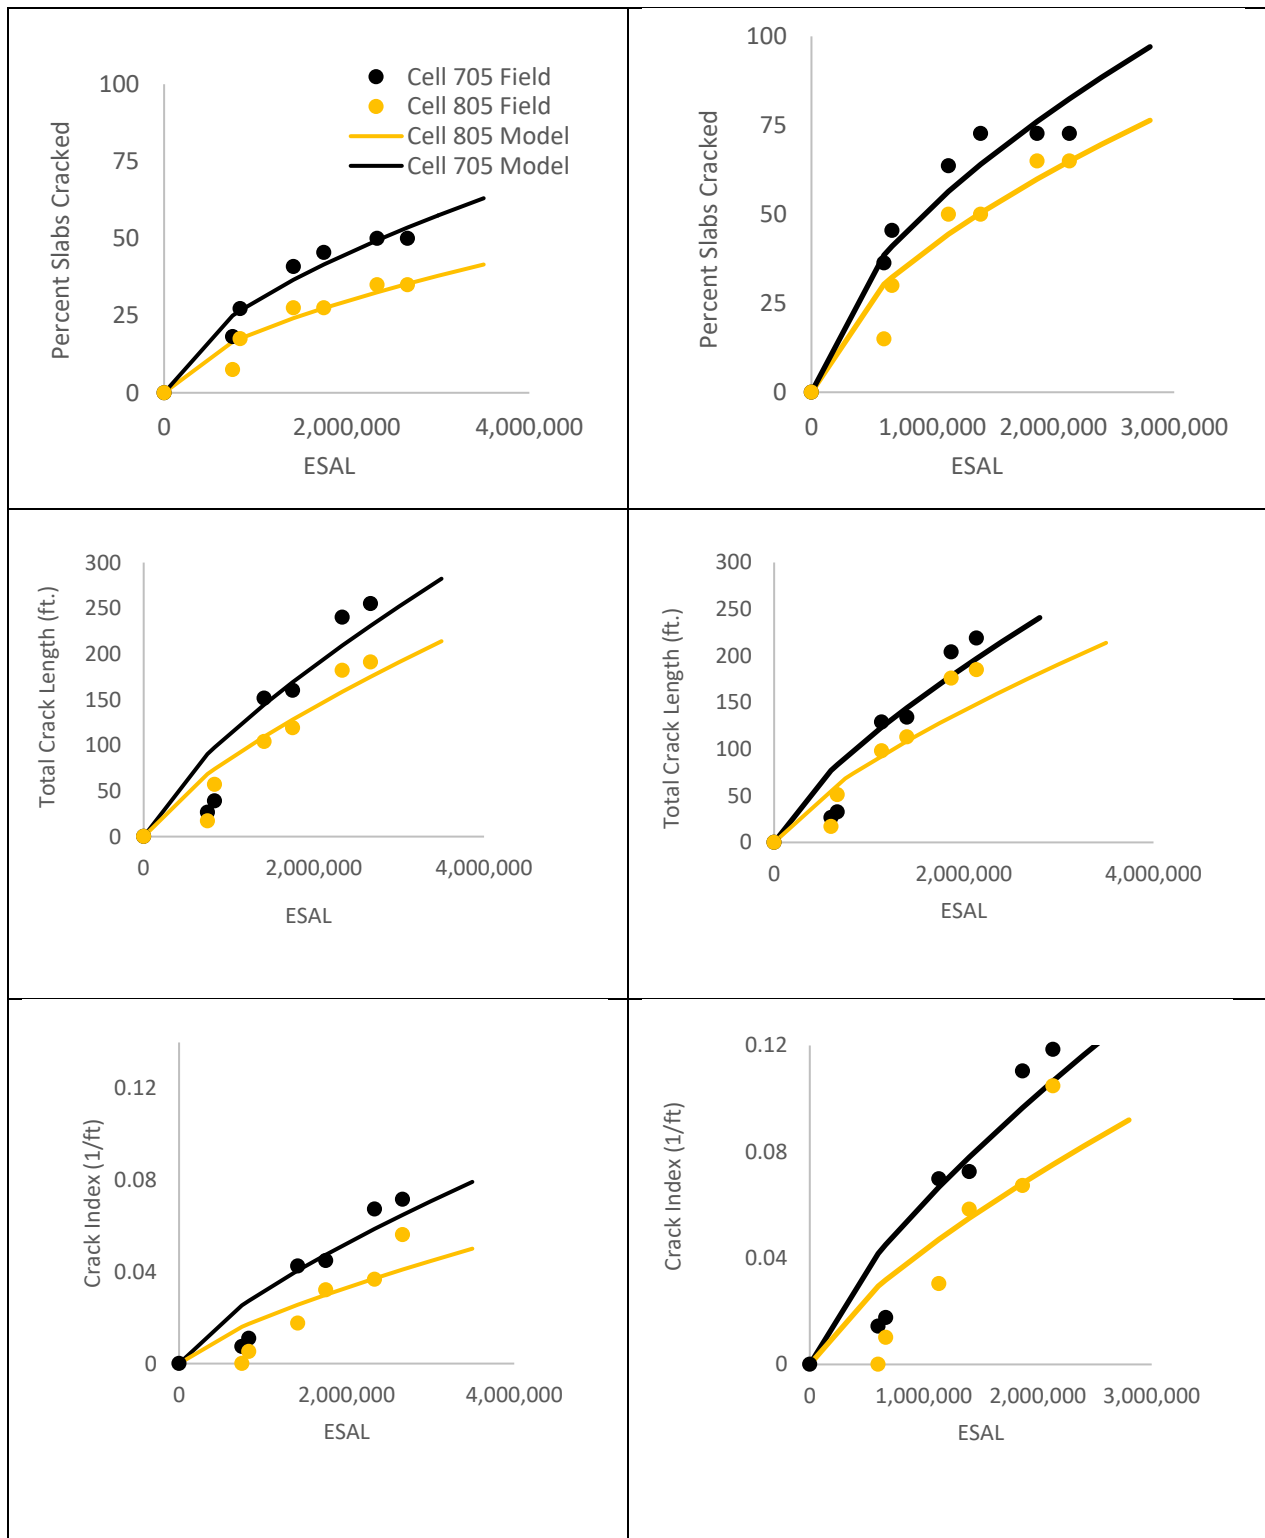 100
75
50
25
0
Percent Slabs Cracked
Cell 705 Field
Cell 805 Field
Cell 805 Model
Cell 705 Model
0 2,000,000 4,000,000
ESAL
100
75
50
25
0
Percent Slabs Cracked
0 1,000,000 2,000,000 3,000,000
ESAL
300
250
200
150
100
50
0
Total Crack Length (ft.)
0 2,000,000 4,000,000
ESAL
300
250
200
150
100
50
0
Total Crack Length (ft.)
0 2,000,000 4,000,000
ESAL
0.12
0.08
0.04
0
Crack Index (1/ft)
0 2,000,000 4,000,000
ESAL
0.12
0.08
0.04
0
Crack Index (1/ft)
0 1,000,000 2,000,000 3,000,000
ESAL